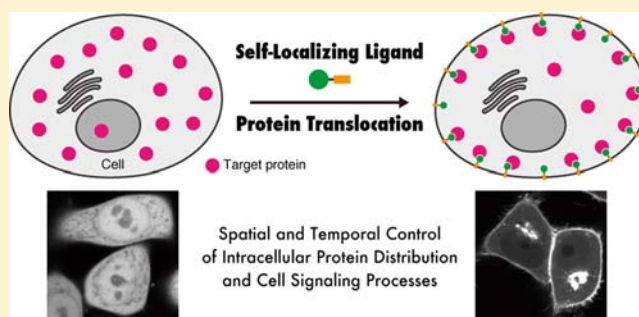 Self-Localizing Ligand
Protein Translocation
Cell
Target protein
Spatial and Temporal Control
of Intracellular Protein Distribution
and Cell Signaling Processes